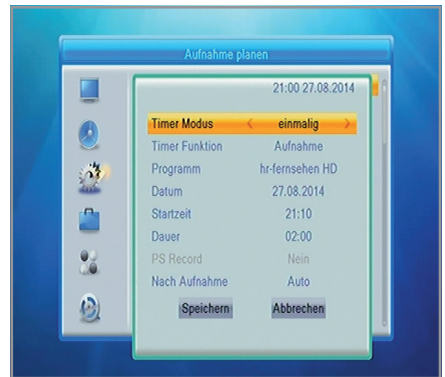 Aufnahme planen
21:00 27.08.2014
Timer Modus < einmalig >
Timer Funktion Aufnahme
Programm hr-fernsehen HD
Datum 27.08.2014
Startzeit 21:10
Dauer 02:00
PS Record Nein
Nach Aufnahme Auto
Speichern Abbrechen